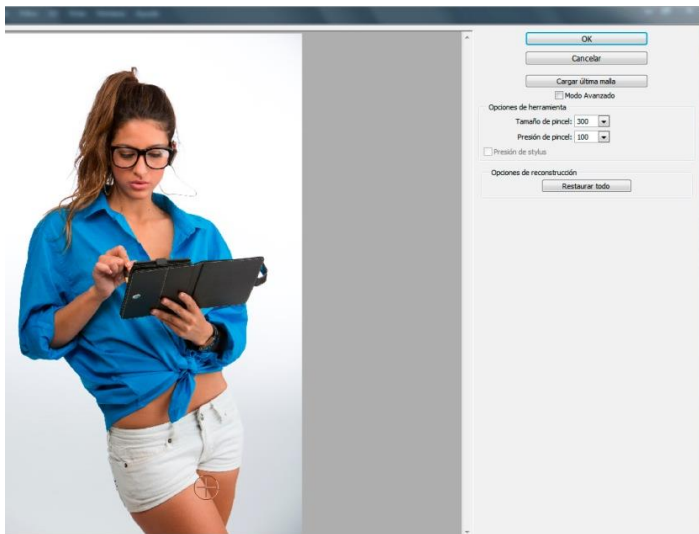 OK
Cancelar
Cargar última malla
Modo Avanzado
Opciones de herramienta
Tamaño de pincel: 300
Presión de pincel: 100
Presión de stylus
Opciones de reconstrucción
Restaurar todo